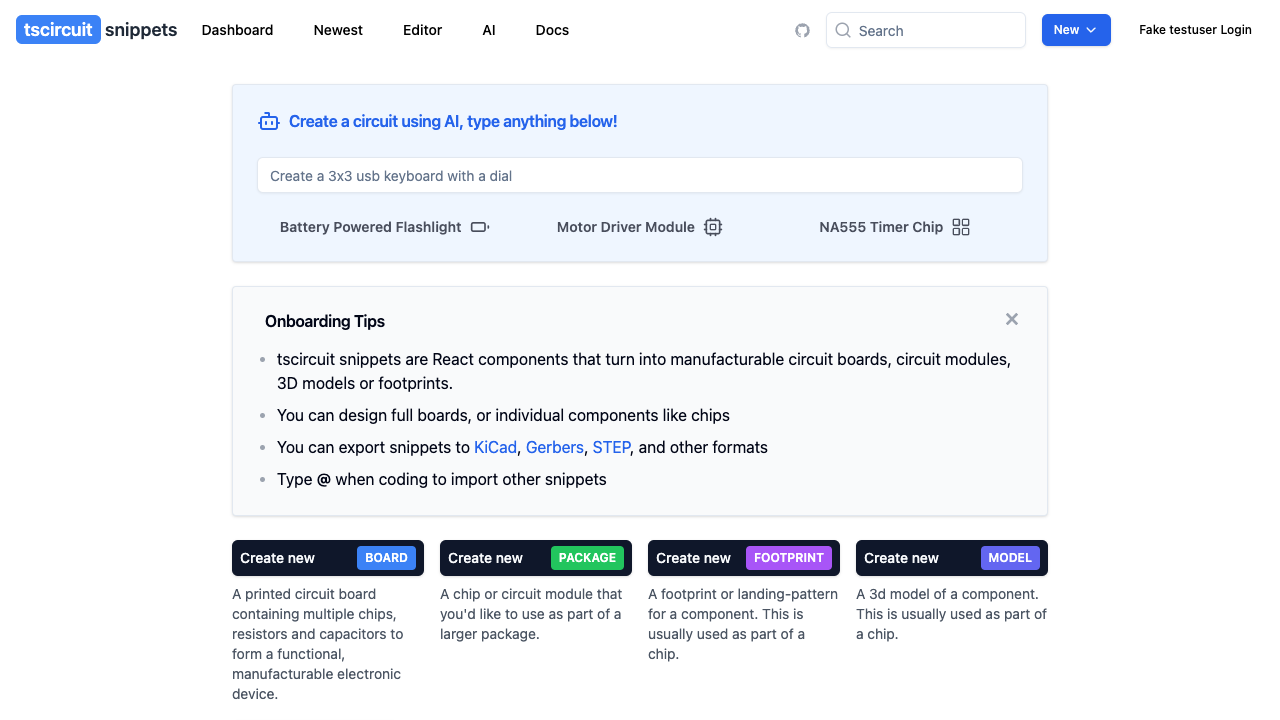 tscircuit snippets Dashboard Newest Editor AI Docs Search New Fake testuser Login
Create a circuit using AI, type anything below!
Create a 3x3 usb keyboard with a dial
Battery Powered Flashlight Motor Driver Module NA555 Timer Chip
Onboarding Tips
tscircuit snippets are React components that turn into manufacturable circuit boards, circuit modules,
3D models or footprints.
You can design full boards, or individual components like chips
You can export snippets to KiCad, Gerbers, STEP, and other formats
Type @ when coding to import other snippets
Create new BOARD
A printed circuit board
containing multiple chips,
resistors and capacitors to
form a functional,
manufacturable electronic
device.
Create new PACKAGE
A chip or circuit module that
you'd like to use as part of a
larger package.
Create new FOOTPRINT
A footprint or landing-pattern
for a component. This is
usually used as part of a
chip.
Create new MODEL
A 3d model of a component.
This is usually used as part of
a chip.